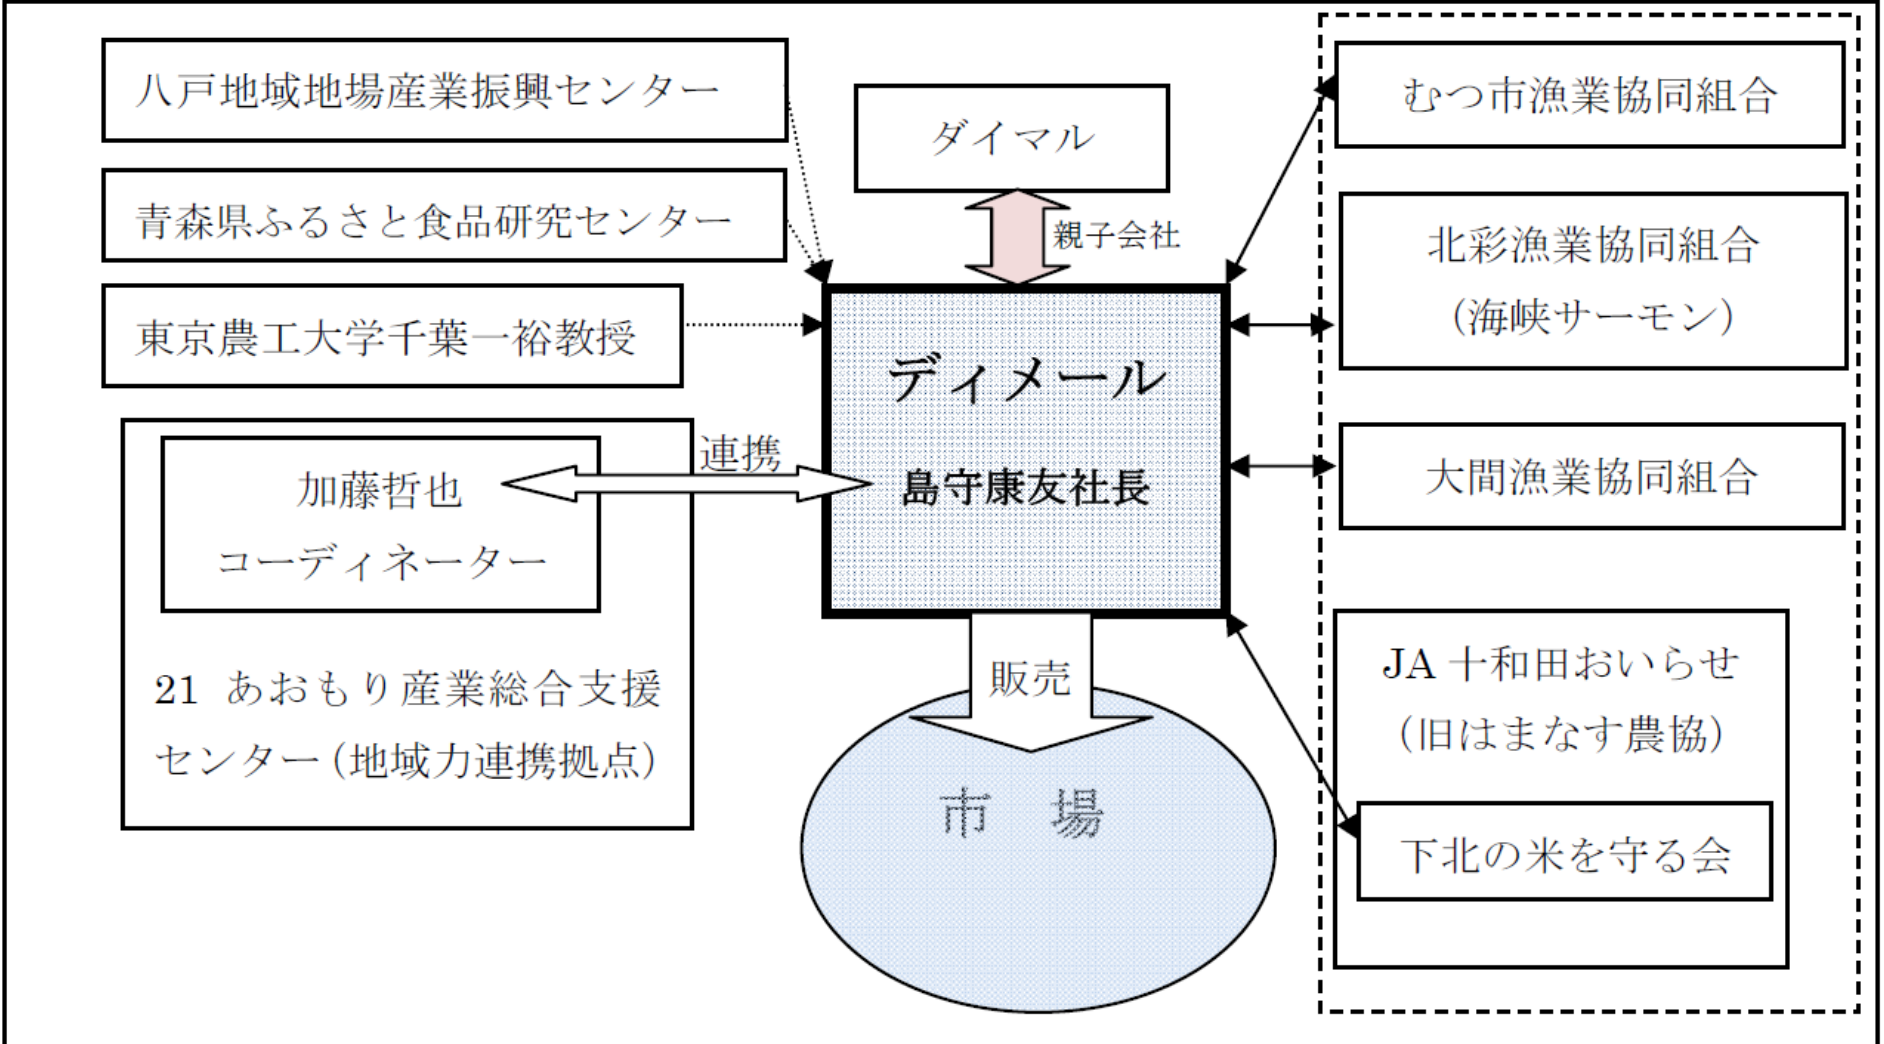 八戸地域地場産業振興センター
青森県ふるさと食品研究センター
東京農工大学千葉一裕教授
加藤哲也
コーディネーター
21 あおもり産業総合支援
センター(地域力連携拠点)
連携
ダイマル
親子会社
ディメール
島守康友社長
販売
市 場
むつ市漁業協同組合
北彩漁業協同組合
(海峡サーモン)
大間漁業協同組合
JA 十和田おいらせ
(旧はまなす農協)
下北の米を守る会